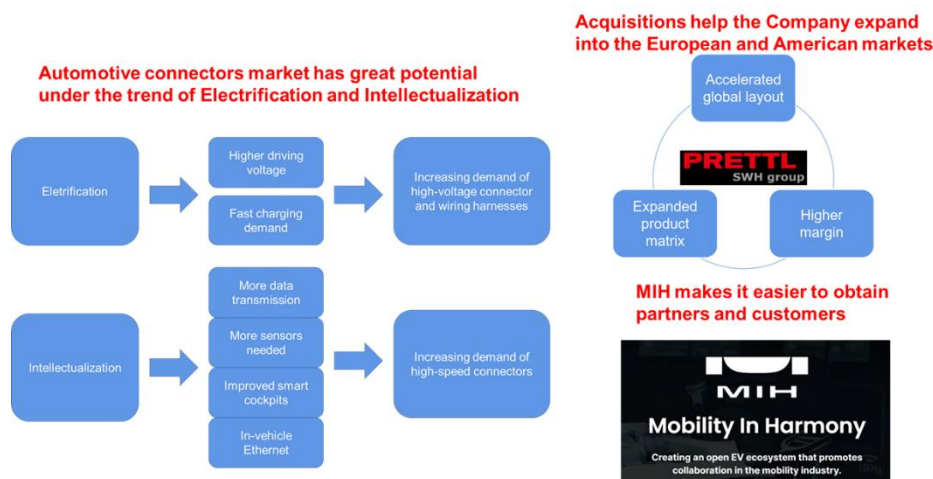 Automotive connectors market has great potential
under the trend of Electrification and Intellectualization
Eletrification
Higher driving
voltage
Fast charging
demand
Increasing demand of
high-voltage connector
and wiring harnesses
Intellectualization
More data
transmission
More sensors
needed
Improved smart
cockpits
In-vehicle
Ethernet
Increasing demand of
high-speed connectors
Acquisitions help the Company expand
into the European and American markets
Accelerated
global layout
PRETTL
SWH group
Expanded
product
matrix
Higher
margin
MIH makes it easier to obtain
partners and customers
MIH
Mobility In Harmony
Creating an open EV ecosystem that promotes
collaboration in the mobility industry.